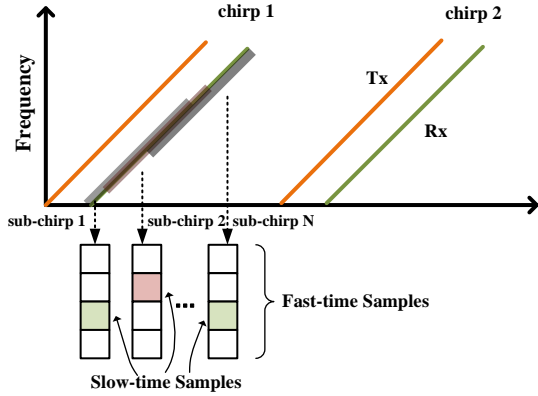 chirp 1
chirp 2
Frequency
Tx
Rx
sub-chirp 1
sub-chirp 2
sub-chirp N
Fast-time Samples
Slow-time Samples